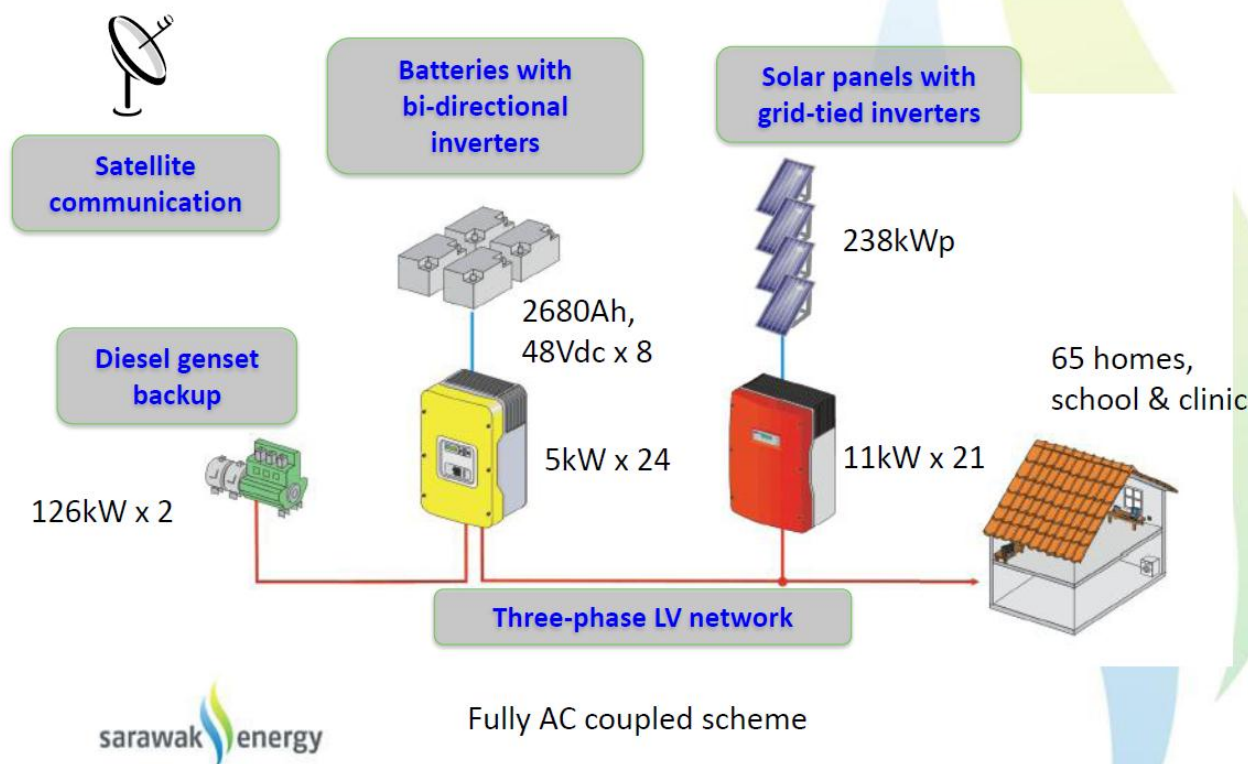 Satellite
communication
Batteries with
bi-directional
inverters
Solar panels with
grid-tied inverters
238kWp
2680Ah,
48Vdc x 8
Diesel genset
backup
65 homes,
school & clinic
126kW x 2
5kW x 24
11kW x 21
Three-phase LV network
sarawak energy
Fully AC coupled scheme